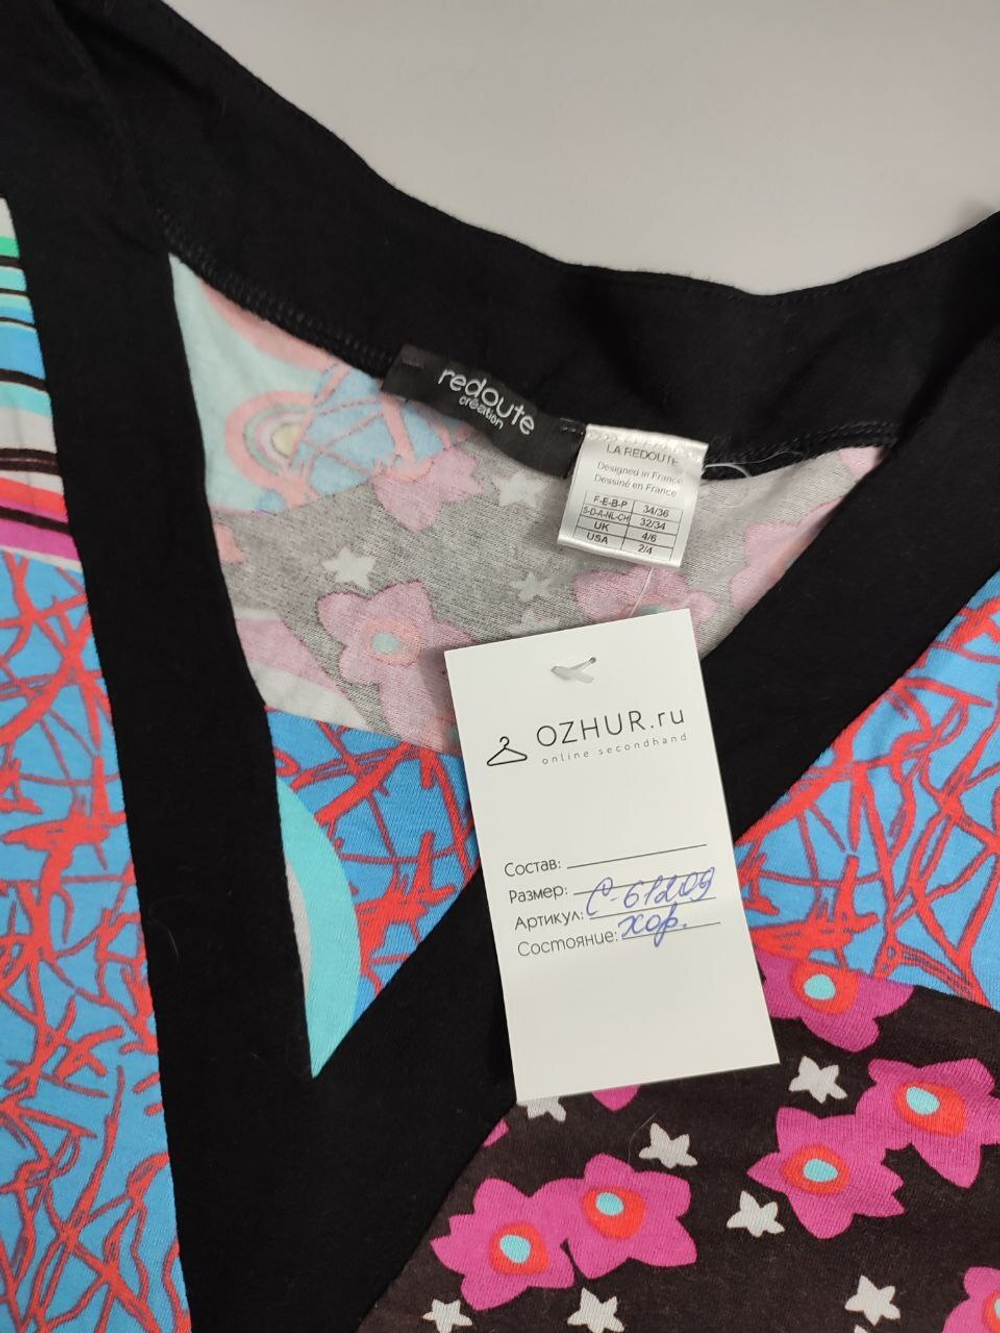 redoute
création
LA REDOUTE
Designed in France
Dessiné en France
F-E-B-P 34/36
S-D-A-NL-CH 32/34
UK 4/6
USA 2/4
OZHUR.ru
online secondhand
Состав:
Размер:
Артикул: С-61209
Состояние: хор.